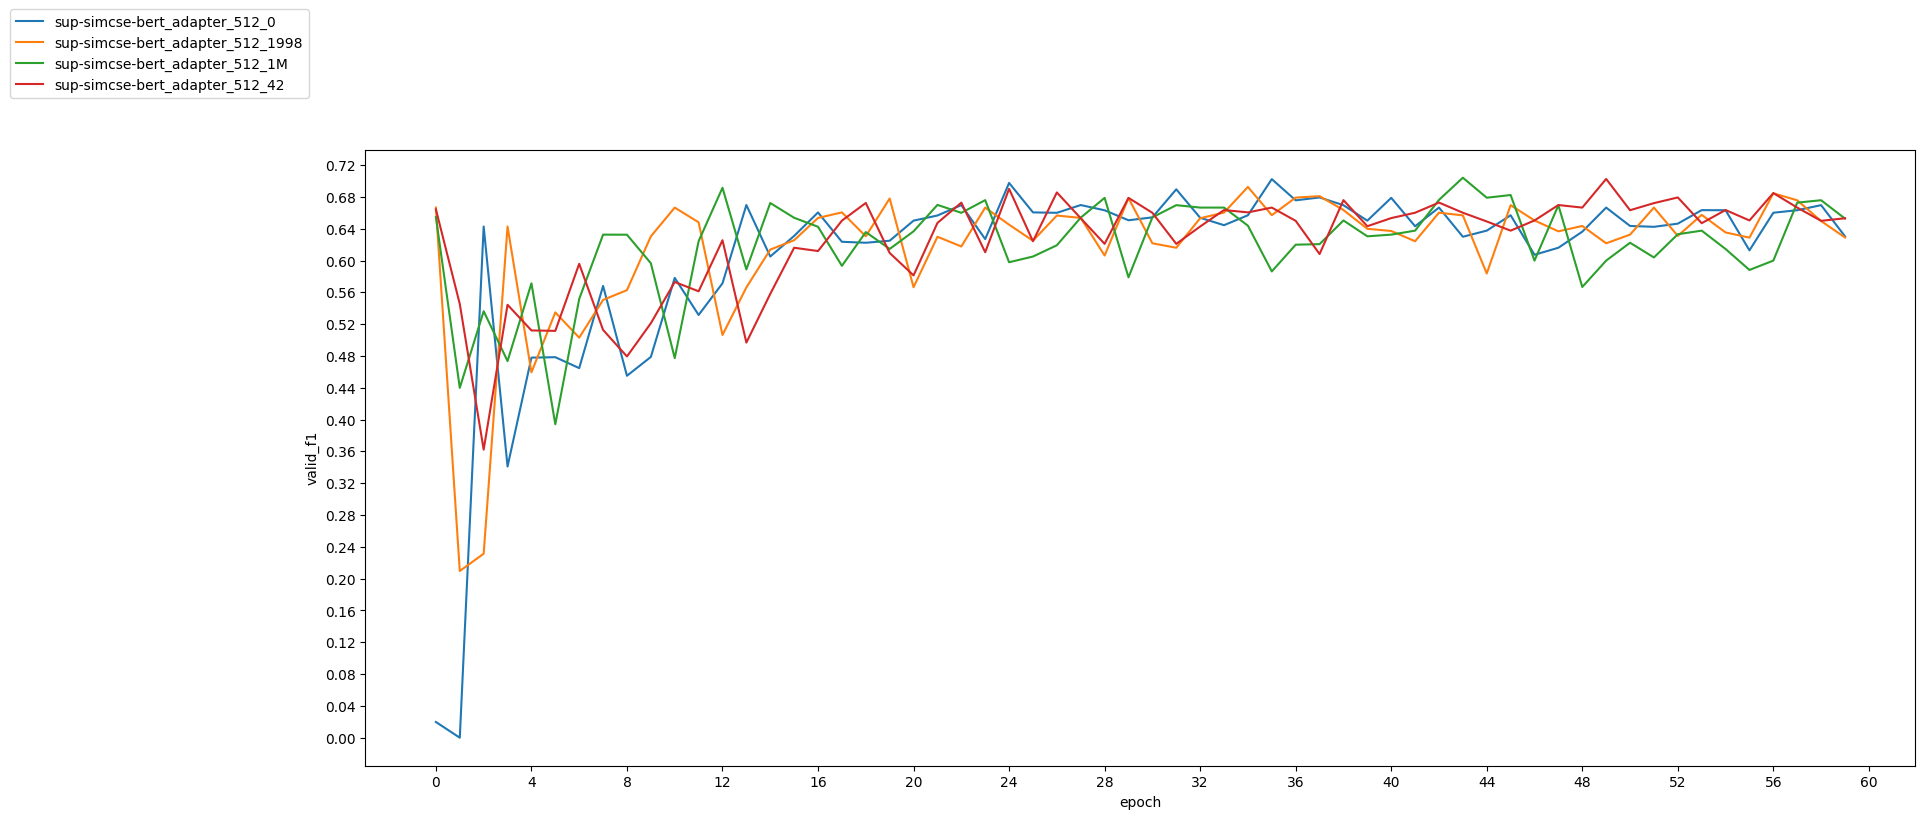 sup-simcse-bert_adapter_512_0
sup-simcse-bert_adapter_512_1998
sup-simcse-bert_adapter_512_1M
sup-simcse-bert_adapter_512_42
0.72
0.68
0.64
0.60
0.56
0.52
0.48
0.44
0.40
0.36
0.32
0.28
0.24
0.20
0.16
0.12
0.08
0.04
0.00
valid_f1
0 4 8 12 16 20 24 28 32 36 40 44 48 52 56 60
epoch